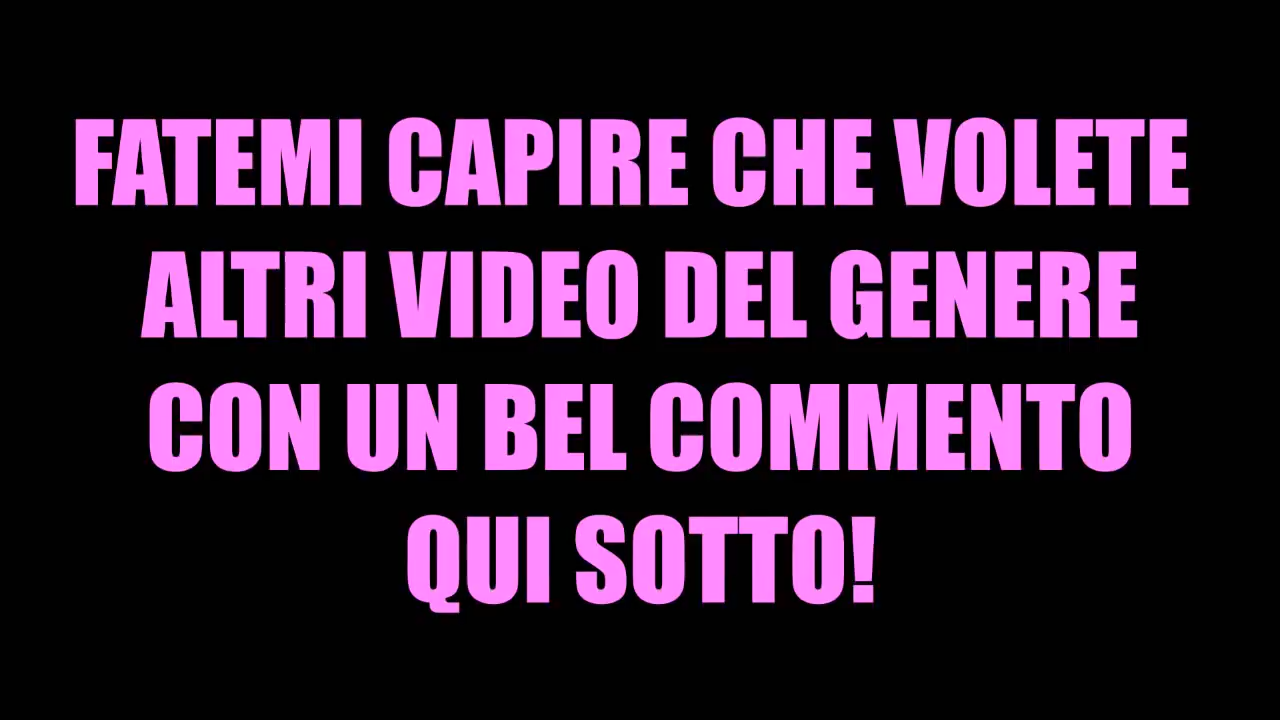 FATEMI CAPIRE CHE VOLETE
ALTRI VIDEO DEL GENERE
CON UN BEL COMMENTO
QUI SOTTO!